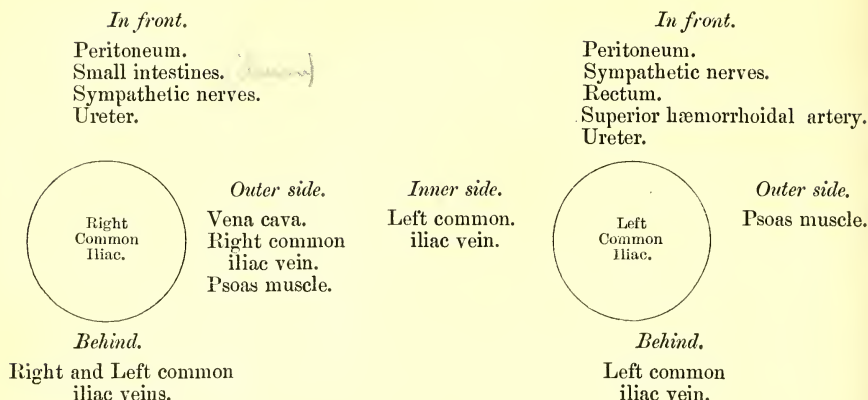 In front.
Peritoneum.
Small intestines.
Sympathetic nerves.
Ureter.
Right
Common
Iliac.
Outer side.
Vena cava.
Right common
iliac vein.
Psoas muscle.
Behind.
Right and Left common
iliac veins.
In front.
Peritoneum.
Sympathetic nerves.
Rectum.
Superior hæmorrhoidal artery.
Ureter.
Inner side.
Left common.
iliac vein.
Left
Common
Iliac.
Outer side.
Psoas muscle.
Behind.
Left common
iliac vein.